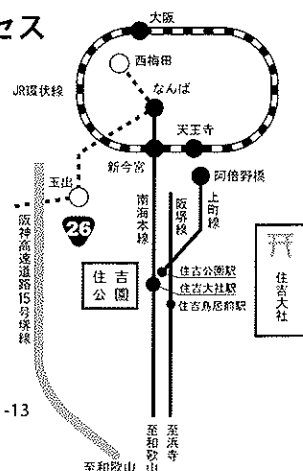 セス
大阪
西梅田
JR環状線
なんば
天王寺
新今宮
阿倍野橋
玉出
26
南海本線
阪堺線
上町線
阪神高速道路15号堺線
住吉
公園
住吉公園駅
住吉大社駅
住吉鳥居前駅
住吉大社
-13
至和歌山
至浜寺
至和歌山